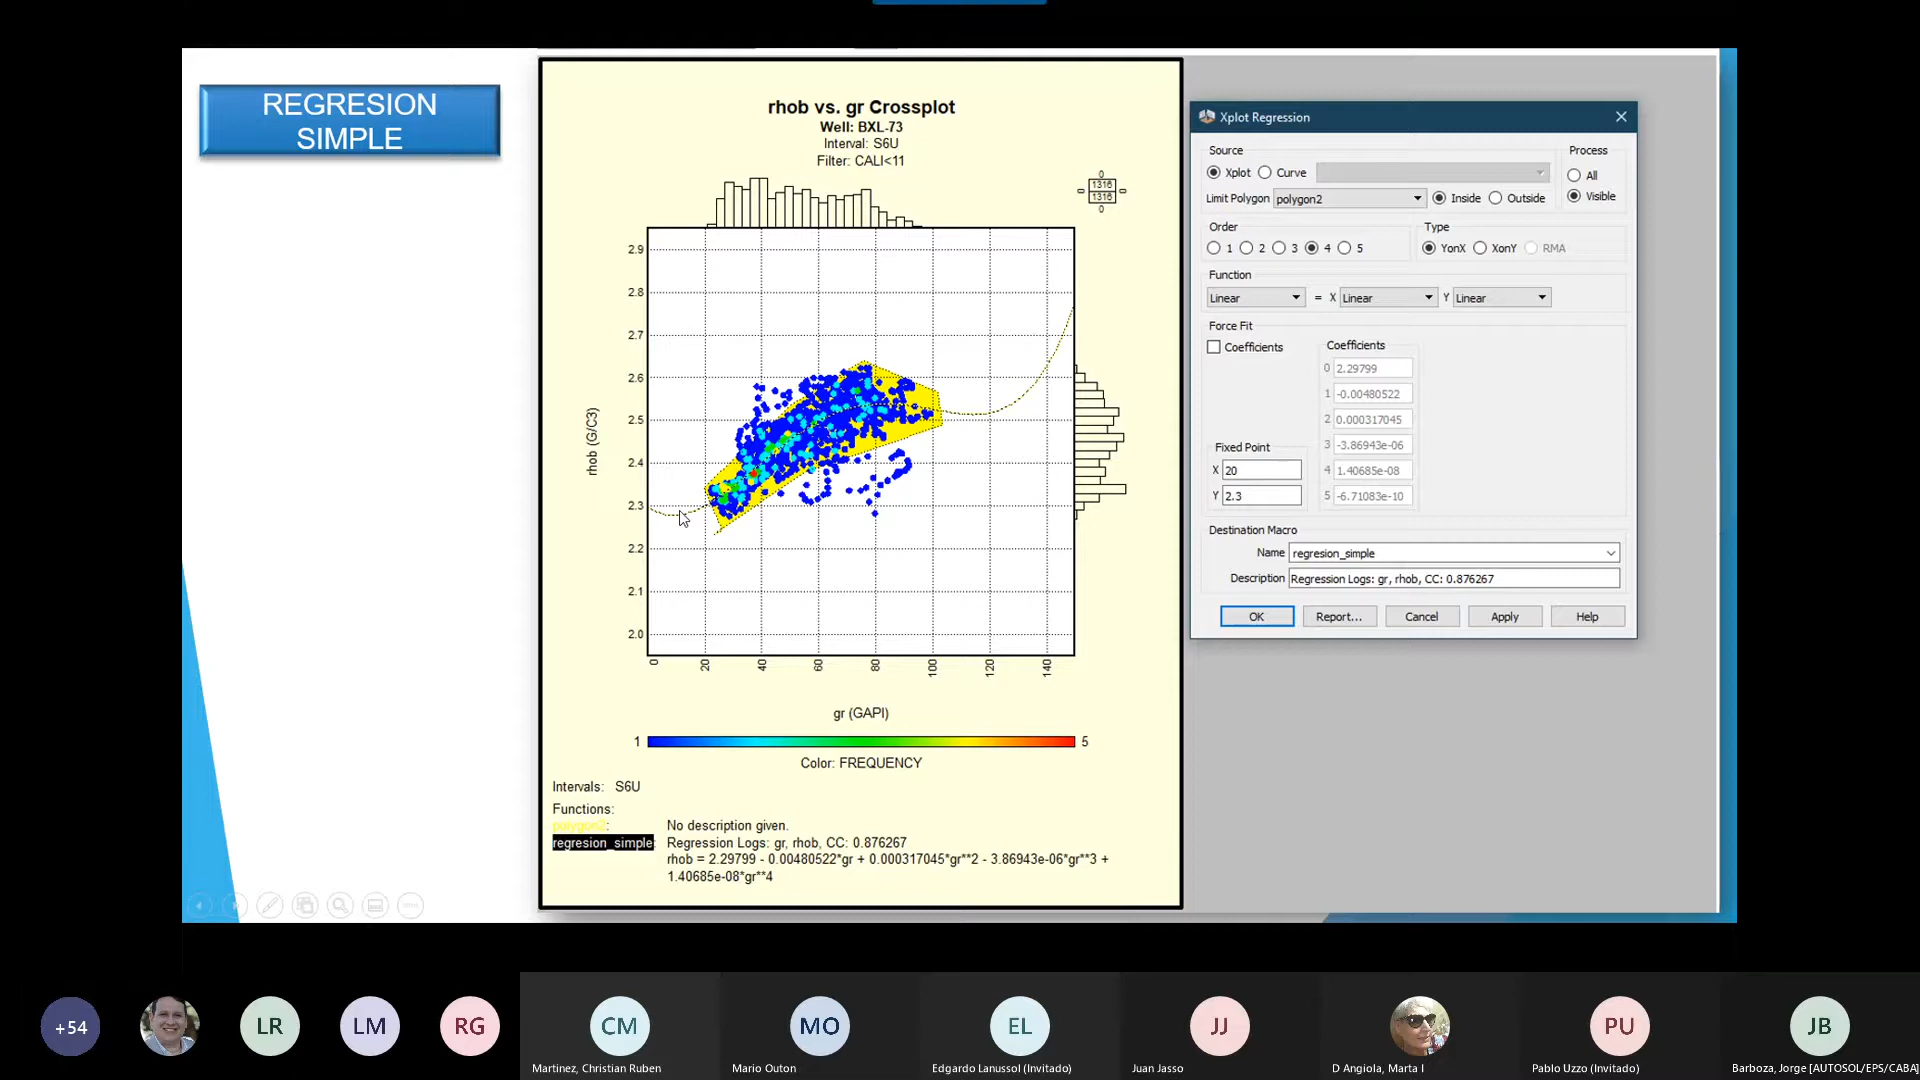 REGRESION
SIMPLE
rhob vs. gr Crossplot
Well: BXL-73
Interval: S6U
Filter: CALI<11
0
0 1316 0
1316
0
2.9
2.8
2.7
2.6
2.5
2.4
2.3
2.2
2.1
2.0
rhob (G/C3)
0 20 40 60 80 100 120 140
gr (GAPI)
1 5
Color: FREQUENCY
Intervals: S6U
Functions:
polygon2: No description given.
regresion_simple Regression Logs: gr, rhob, CC: 0.876267
rhob = 2.29799 - 0.00480522*gr + 0.000317045*gr**2 - 3.86943e-06*gr**3 +
1.40685e-08*gr**4
Xplot Regression
Source
Process
Xplot Curve
All
Limit Polygon polygon2 Inside Outside
Visible
Order
Type
1 2 3 4 5
YonX XonY RMA
Function
Linear = X Linear Y Linear
Force Fit
Coefficients
Coefficients
0 2.29799
1 -0.00480522
2 0.000317045
3 -3.86943e-06
4 1.40685e-08
5 -6.71083e-10
Fixed Point
X 20
Y 2.3
Destination Macro
Name regresion_simple
Description Regression Logs: gr, rhob, CC: 0.876267
OK Report... Cancel Apply Help
+54
LR
LM
RG
CM
MO
EL
JJ
PU
JB
Martinez, Christian Ruben
Mario Outon
Edgardo Lanussol (Invitado)
Juan Jasso
D Angiola, Marta I
Pablo Uzzo (Invitado)
Barboza, Jorge [AUTOSOL/EPS/CABA]